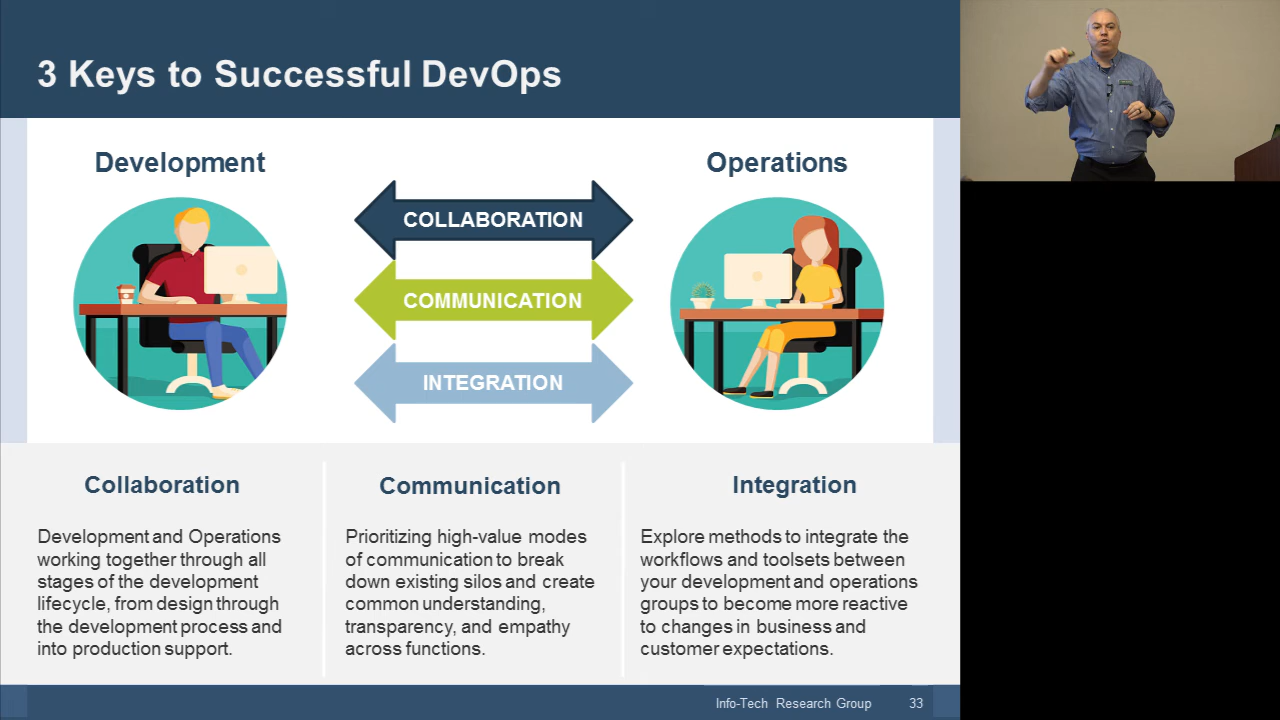 3 Keys to Successful DevOps
Development
Operations
COLLABORATION
COMMUNICATION
INTEGRATION
Collaboration
Development and Operations
working together through all
stages of the development
lifecycle, from design through
the development process and
into production support.
Communication
Prioritizing high-value modes
of communication to break
down existing silos and create
common understanding,
transparency, and empathy
across functions.
Integration
Explore methods to integrate the
workflows and toolsets between
your development and operations
groups to become more reactive
to changes in business and
customer expectations.
Info-Tech Research Group 33